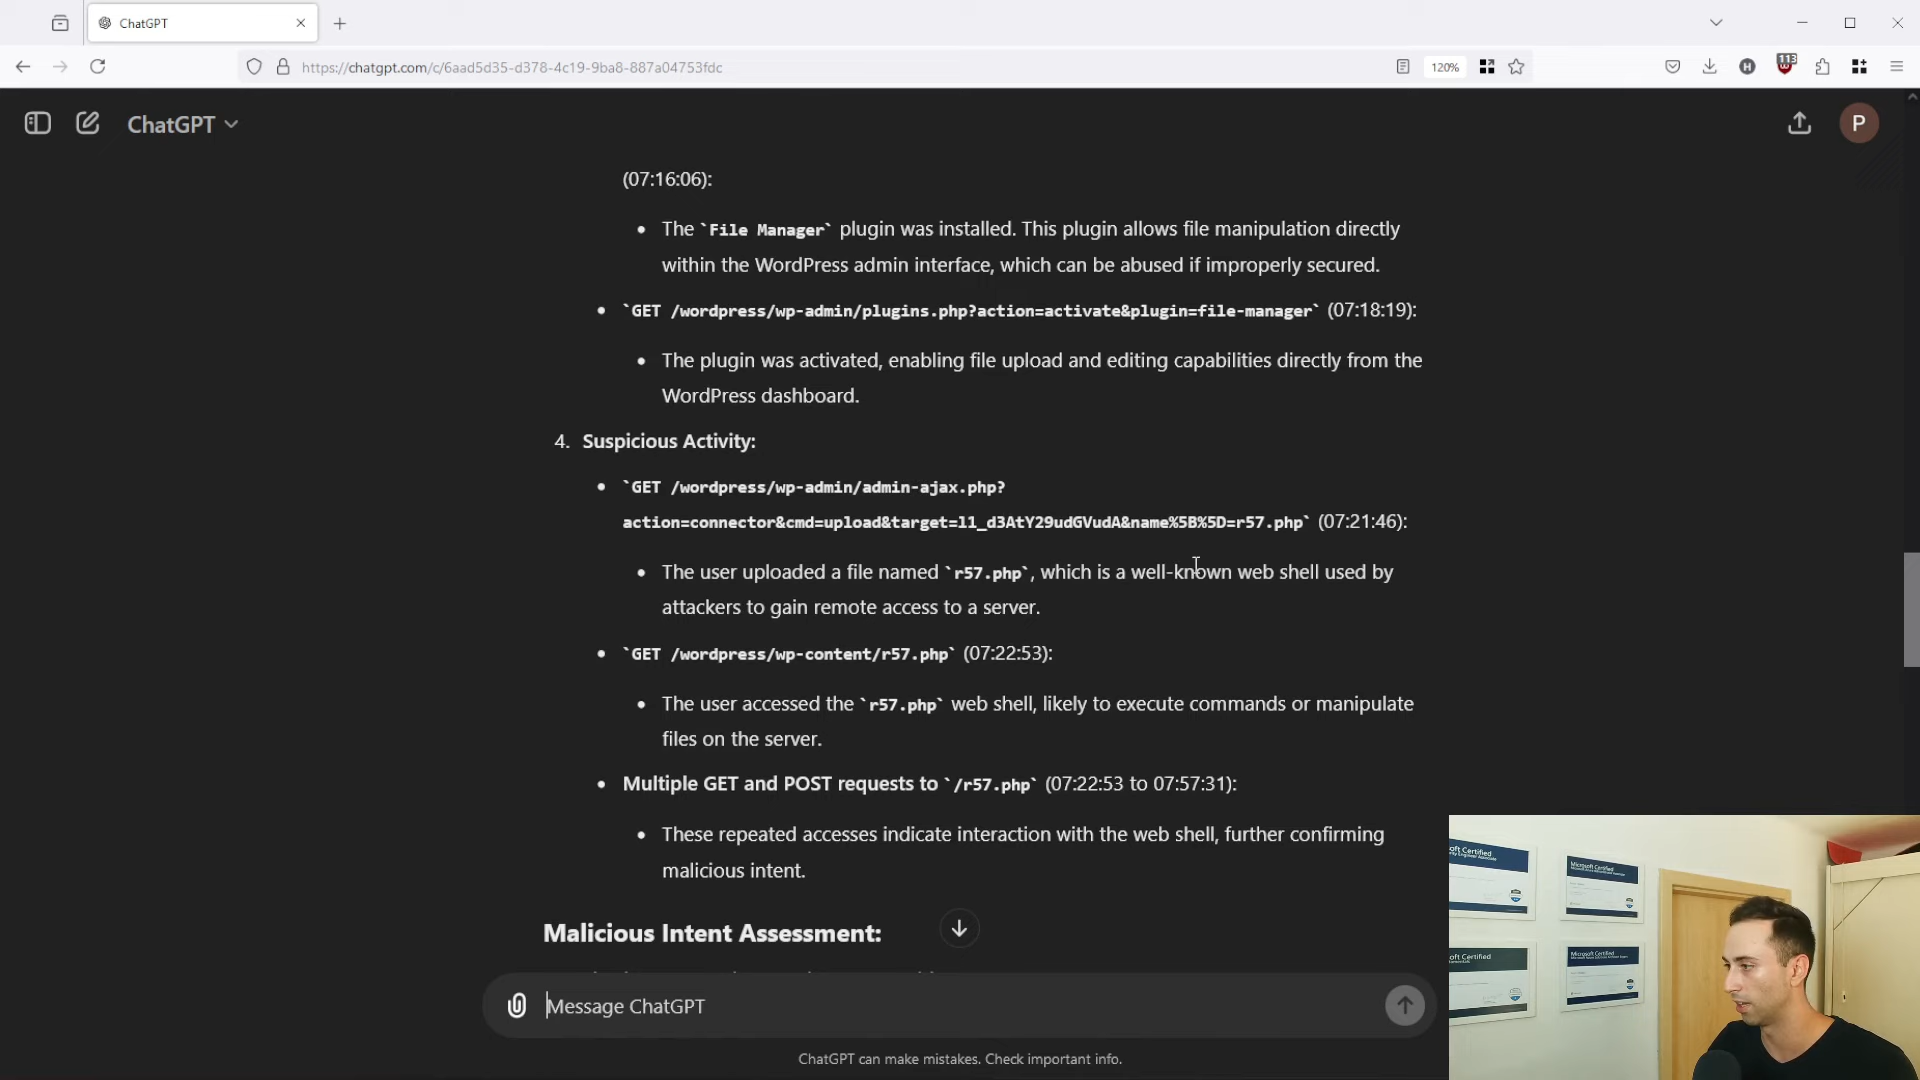 ChatGPT
https://chatgpt.com/c/6aad5d35-d378-4c19-9ba8-887a04753fdc
120%
113
ChatGPT
P
(07:16:06):
The `File Manager` plugin was installed. This plugin allows file manipulation directly
within the WordPress admin interface, which can be abused if improperly secured.
`GET /wordpress/wp-admin/plugins.php?action=activate&plugin=file-manager` (07:18:19):
The plugin was activated, enabling file upload and editing capabilities directly from the
WordPress dashboard.
4. Suspicious Activity:
`GET /wordpress/wp-admin/admin-ajax.php?
action=connector&cmd=upload&target=l1_d3AtY29udGVudA&name%5B%5D=r57.php` (07:21:46):
The user uploaded a file named `r57.php`, which is a well-known web shell used by
attackers to gain remote access to a server.
`GET /wordpress/wp-content/r57.php` (07:22:53):
The user accessed the `r57.php` web shell, likely to execute commands or manipulate
files on the server.
Multiple GET and POST requests to `/r57.php` (07:22:53 to 07:57:31):
These repeated accesses indicate interaction with the web shell, further confirming
malicious intent.
Malicious Intent Assessment:
Message ChatGPT
ChatGPT can make mistakes. Check important info.